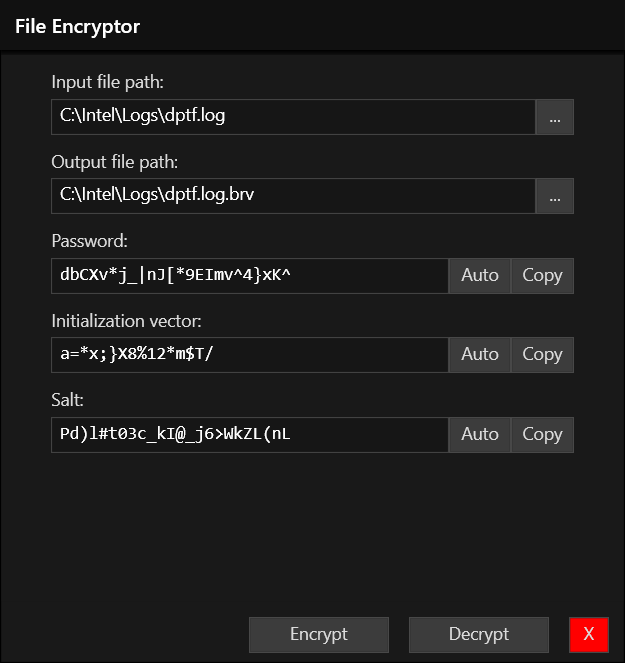 File Encryptor
Input file path:
C:\Intel\Logs\dptf.log
...
Output file path:
C:\Intel\Logs\dptf.log.brv
...
Password:
dbCXv*j_|nJ[*9EImv^4}xK^
Auto
Copy
Initialization vector:
a=*x;}X8%12*m$T/
Auto
Copy
Salt:
Pd)l#t03c_kI@_j6>WkZL(nL
Auto
Copy
Encrypt
Decrypt
X